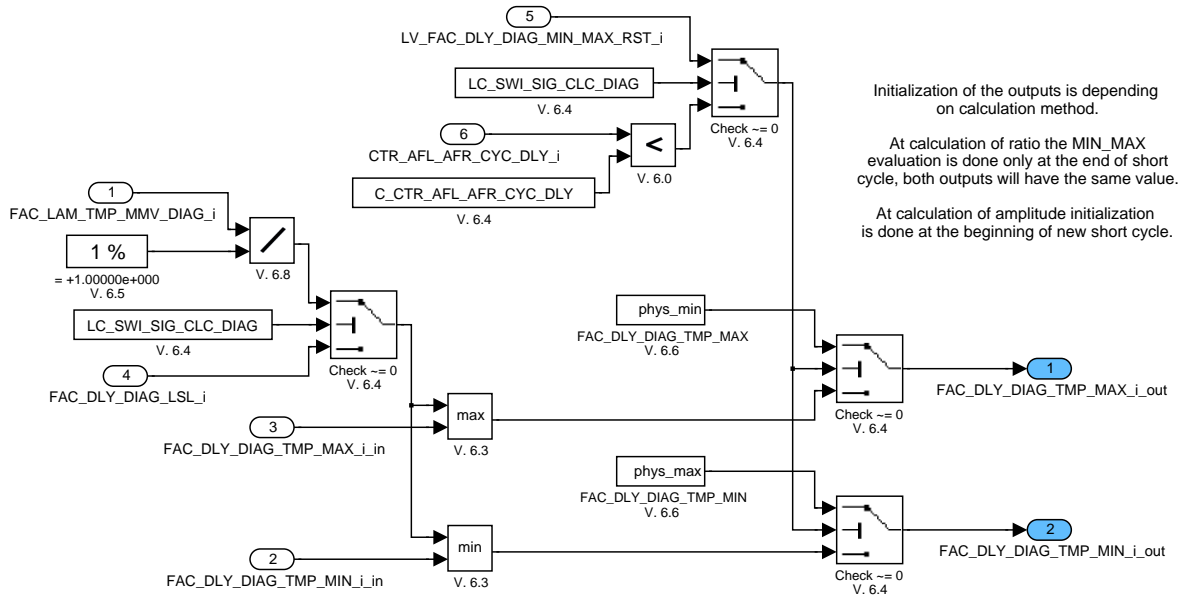 5
LV_FAC_DLY_DIAG_MIN_MAX_RST_i
LC_SWI_SIG_CLC_DIAG
V. 6.4
Check ~= 0
V. 6.4
6
CTR_AFL_AFR_CYC_DLY_i
<
V. 6.0
C_CTR_AFL_AFR_CYC_DLY
V. 6.4
Initialization of the outputs is depending
on calculation method.
At calculation of ratio the MIN_MAX
evaluation is done only at the end of short
cycle, both outputs will have the same value.
At calculation of amplitude initialization
is done at the beginning of new short cycle.
1
FAC_LAM_TMP_MMV_DIAG_i
1 %
= +1.00000e+000
V. 6.5
V. 6.8
LC_SWI_SIG_CLC_DIAG
V. 6.4
Check ~= 0
V. 6.4
4
FAC_DLY_DIAG_LSL_i
phys_min
FAC_DLY_DIAG_TMP_MAX
V. 6.6
Check ~= 0
V. 6.4
1
FAC_DLY_DIAG_TMP_MAX_i_out
3
FAC_DLY_DIAG_TMP_MAX_i_in
max
V. 6.3
phys_max
FAC_DLY_DIAG_TMP_MIN
V. 6.6
Check ~= 0
V. 6.4
2
FAC_DLY_DIAG_TMP_MIN_i_out
2
FAC_DLY_DIAG_TMP_MIN_i_in
min
V. 6.3